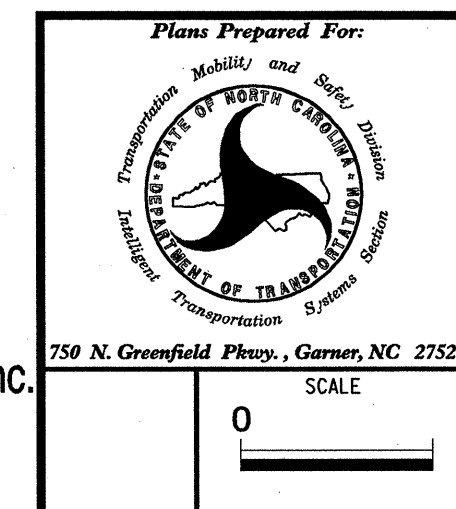 Plans Prepared For:
Transportation Mobility and Safety Division
STATE OF NORTH CAROLINA
DEPARTMENT OF TRANSPORTATION
Intelligent Transportation Systems Section
750 N. Greenfield Pkwy., Garner, NC 2752
nc.
SCALE
0